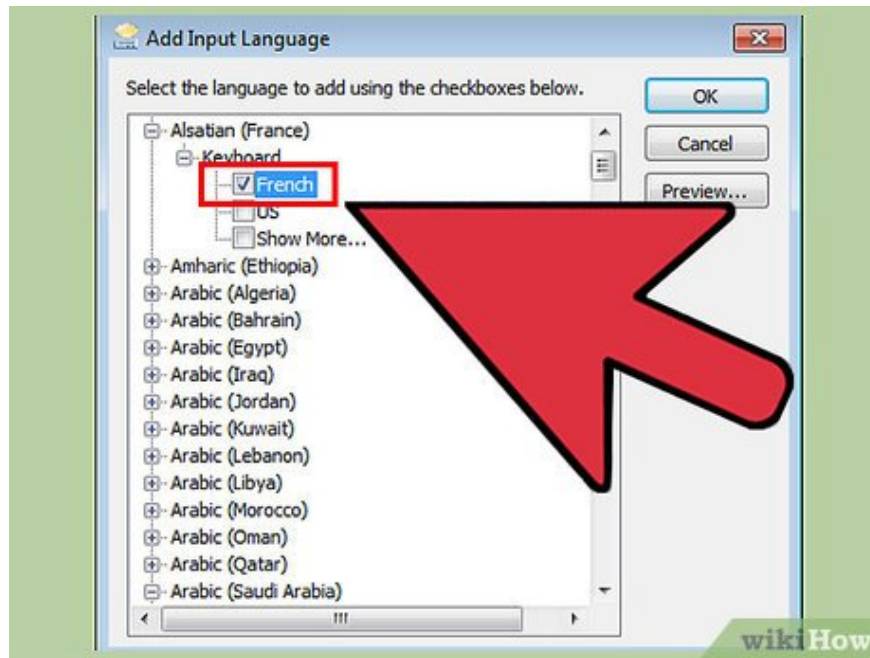 Add Input Language
Select the language to add using the checkboxes below.
OK
Alsatian (France)
Cancel
Keyboard
French
Preview...
US
Show More...
Amharic (Ethiopia)
Arabic (Algeria)
Arabic (Bahrain)
Arabic (Egypt)
Arabic (Iraq)
Arabic (Jordan)
Arabic (Kuwait)
Arabic (Lebanon)
Arabic (Libya)
Arabic (Morocco)
Arabic (Oman)
Arabic (Qatar)
Arabic (Saudi Arabia)
wikiHow